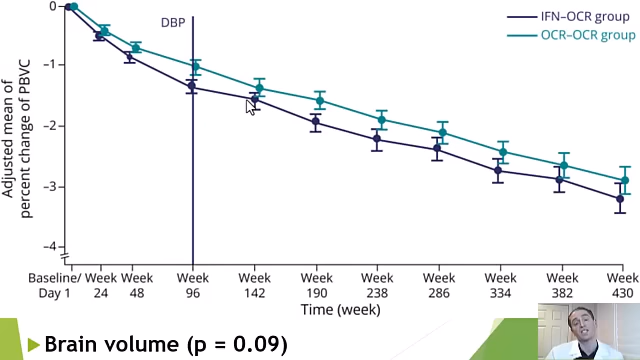 0
DBP
IFN–OCR group
OCR–OCR group
–1
–2
–3
–4
Adjusted mean of
percent change of PBVC
Baseline/ Week Week Week Week Week Week Week Week Week Week
Day 1 24 48 96 142 190 238 286 334 382 430
Time (week)
Brain volume (p = 0.09)